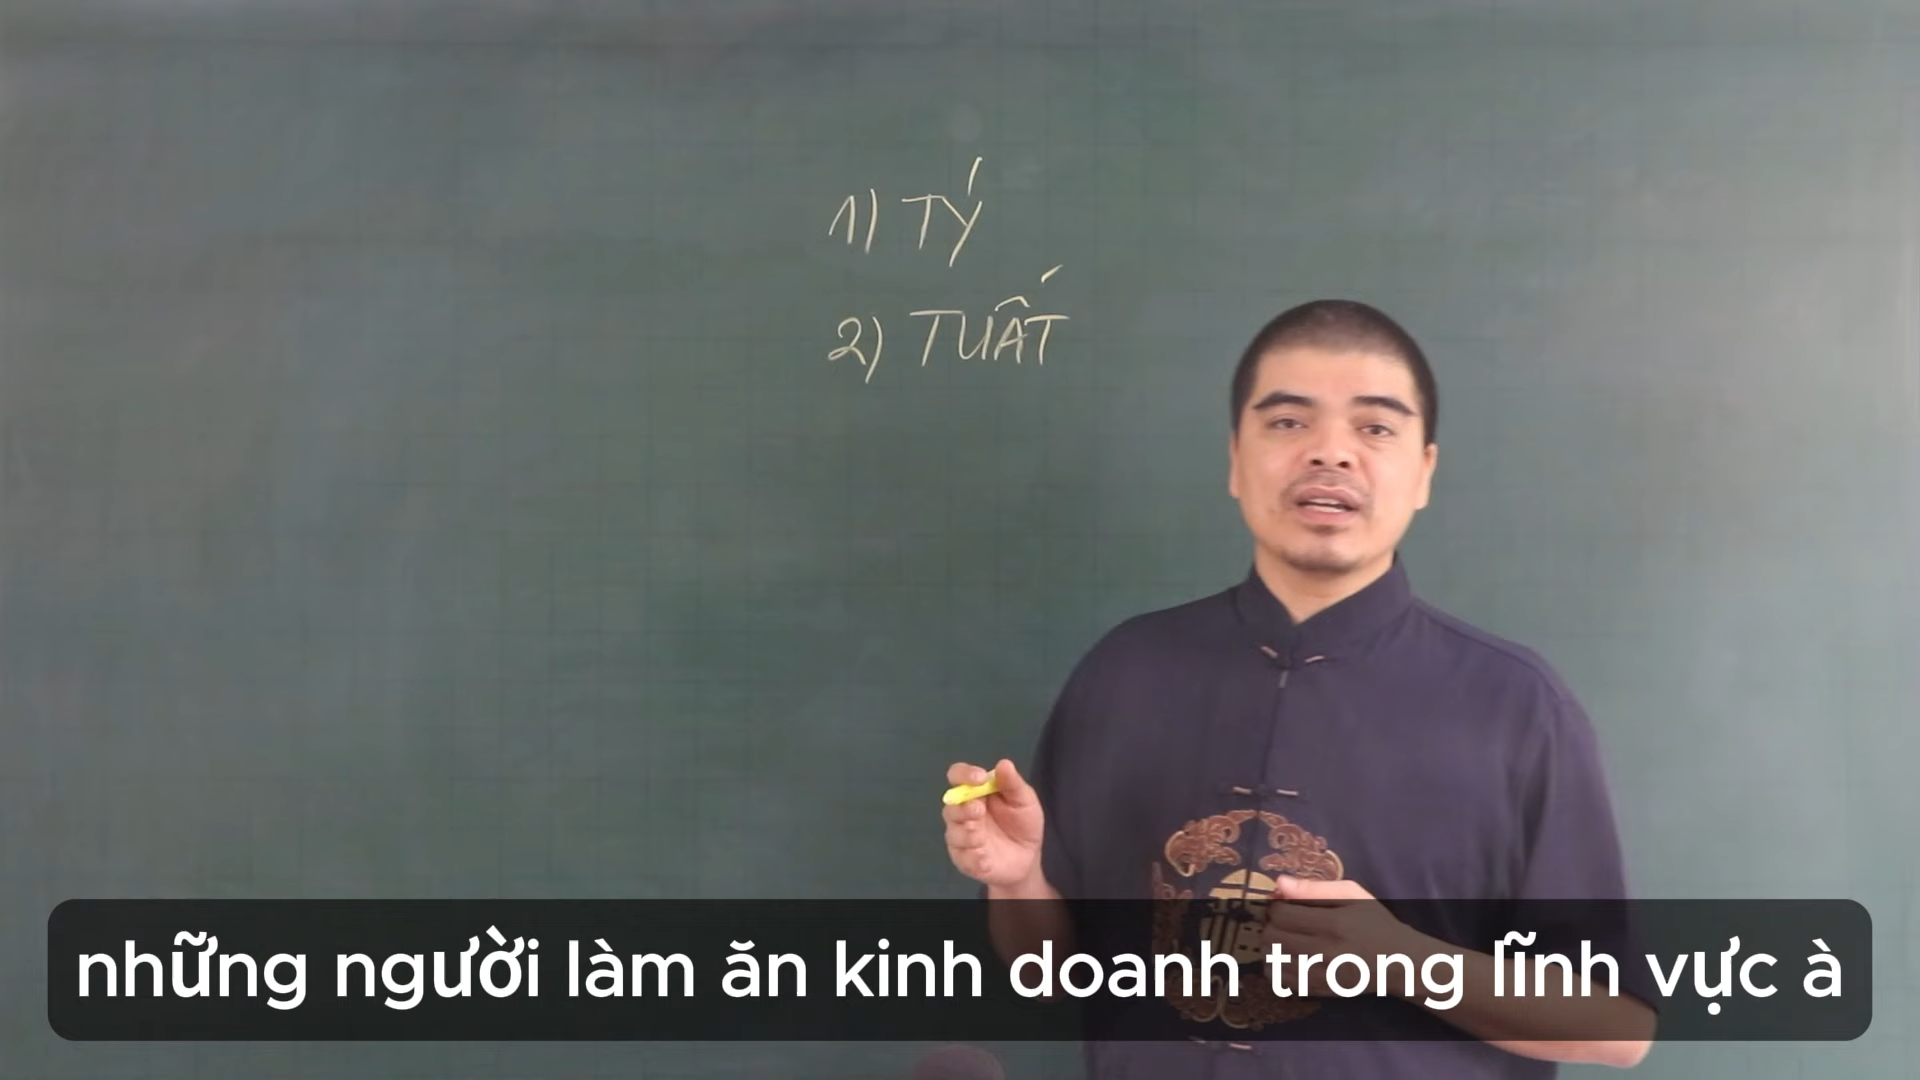 1) TÝ
2) TUẤT
những người làm ăn kinh doanh trong lĩnh vực à